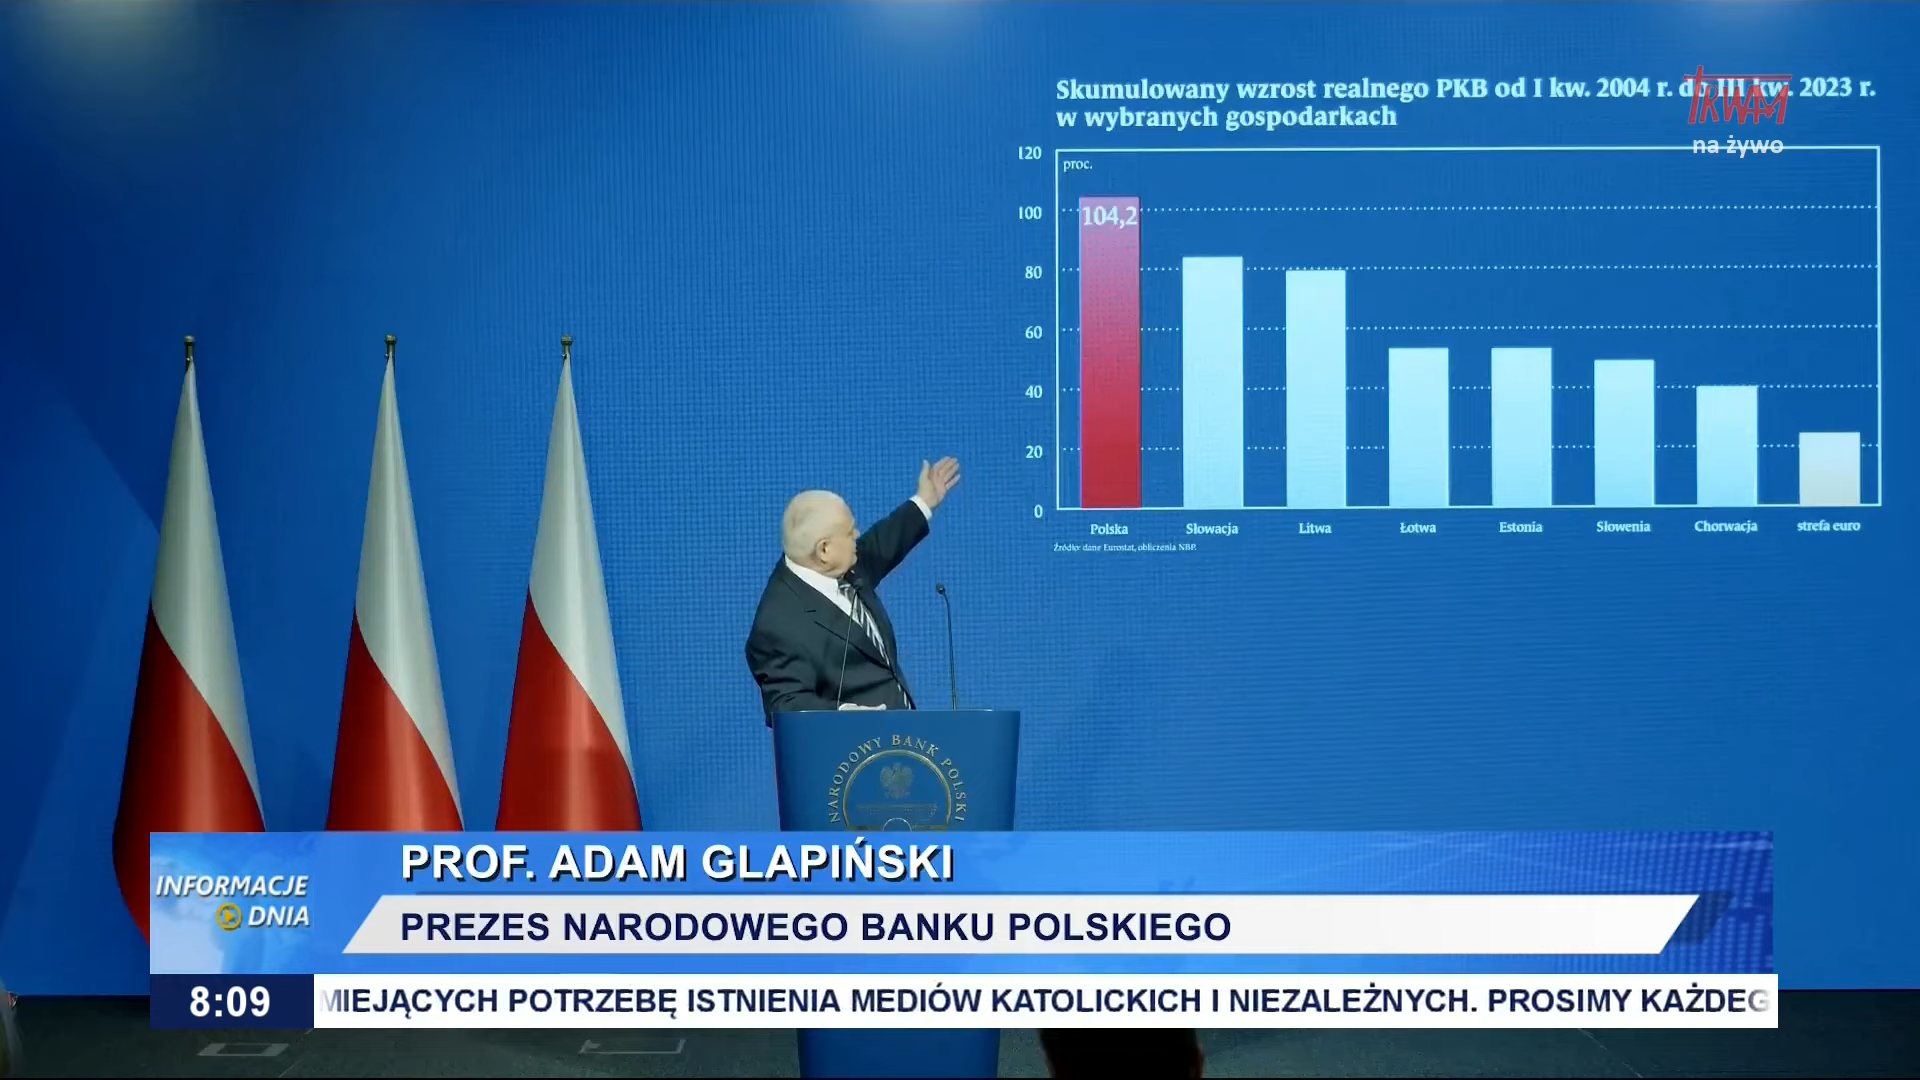 Skumulowany wzrost realnego PKB od I kw. 2004 r. do III kw. 2023 r.
w wybranych gospodarkach
TRWAM
na żywo
120
proc.
100
80
60
40
20
0
104,2
Polska
Słowacja
Litwa
Łotwa
Estonia
Słowenia
Chorwacja
strefa euro
Źródło: dane Eurostat, obliczenia NBP.
NARODOWY BANK POLSKI
PROF. ADAM GLAPIŃSKI
INFORMACJE
DNIA
PREZES NARODOWEGO BANKU POLSKIEGO
8:09
MIEJĄCYCH POTRZEBĘ ISTNIENIA MEDIÓW KATOLICKICH I NIEZALEŻNYCH. PROSIMY KAŻDEG